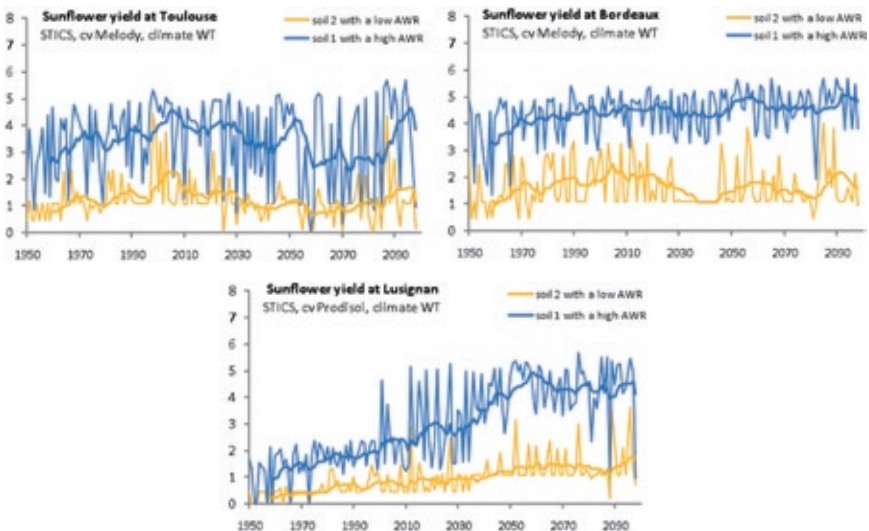 Sunflower yield at Toulouse
STICS, cv Melody, climate WT
soil 2 with a low AWR
soil 1 with a high AWR
8
7
6
5
4
3
2
1
0
1950 1970 1990 2010 2030 2050 2070 2090
Sunflower yield at Bordeaux
STICS, cv Melody, climate WT
soil 2 with a low AWR
soil 1 with a high AWR
8
7
6
5
4
3
2
1
0
1950 1970 1990 2010 2030 2050 2070 2090
Sunflower yield at Lusignan
STICS, cv Prodisol, climate WT
soil 2 with a low AWR
soil 1 with a high AWR
8
7
6
5
4
3
2
1
0
1950 1970 1990 2010 2030 2050 2070 2090